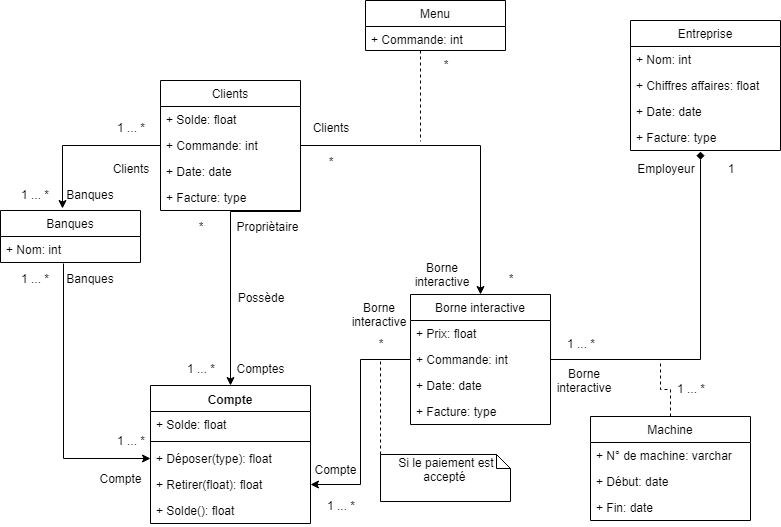 Menu
+ Commande: int
*
Entreprise
+ Nom: int
+ Chiffres affaires: float
+ Date: date
+ Facture: type
Employeur
1
Clients
+ Solde: float
+ Commande: int
+ Date: date
+ Facture: type
1 ... *
Clients
Clients
*
1 ... *
Banques
Banques
+ Nom: int
1 ... *
Banques
*
Propriètaire
Possède
1 ... *
Comptes
Borne
interactive
*
Borne
interactive
*
Borne interactive
+ Prix: float
+ Commande: int
+ Date: date
+ Facture: type
1 ... *
Borne
interactive
1 ... *
Machine
+ N° de machine: varchar
+ Début: date
+ Fin: date
Compte
+ Solde: float
+ Déposer(type): float
+ Retirer(float): float
+ Solde(): float
1 ... *
Compte
Compte
1 ... *
Si le paiement est
accepté